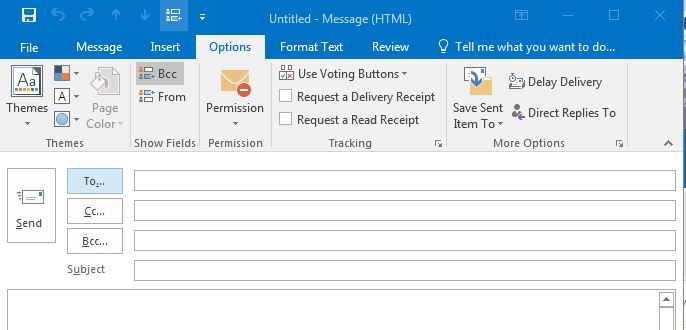 Untitled - Message (HTML)
File Message Insert Options Format Text Review Tell me what you want to do...
Aa Bcc Use Voting Buttons Delay Delivery
A
Themes Page Color From Permission Request a Delivery Receipt Save Sent Item To Direct Replies To
Request a Read Receipt
Themes Show Fields Permission Tracking More Options
To...
Send Cc...
Bcc...
Subject